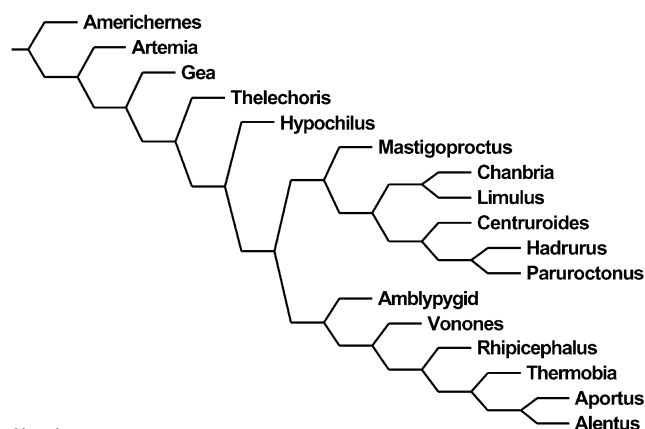 Americhernes
Artemia
Gea
Thelechoris
Hypochilus
Mastigoproctus
Chanbria
Limulus
Centruroides
Hadrurus
Paruroctonus
Amblypygid
Vonones
Rhipicephalus
Thermobia
Aportus
Alentus